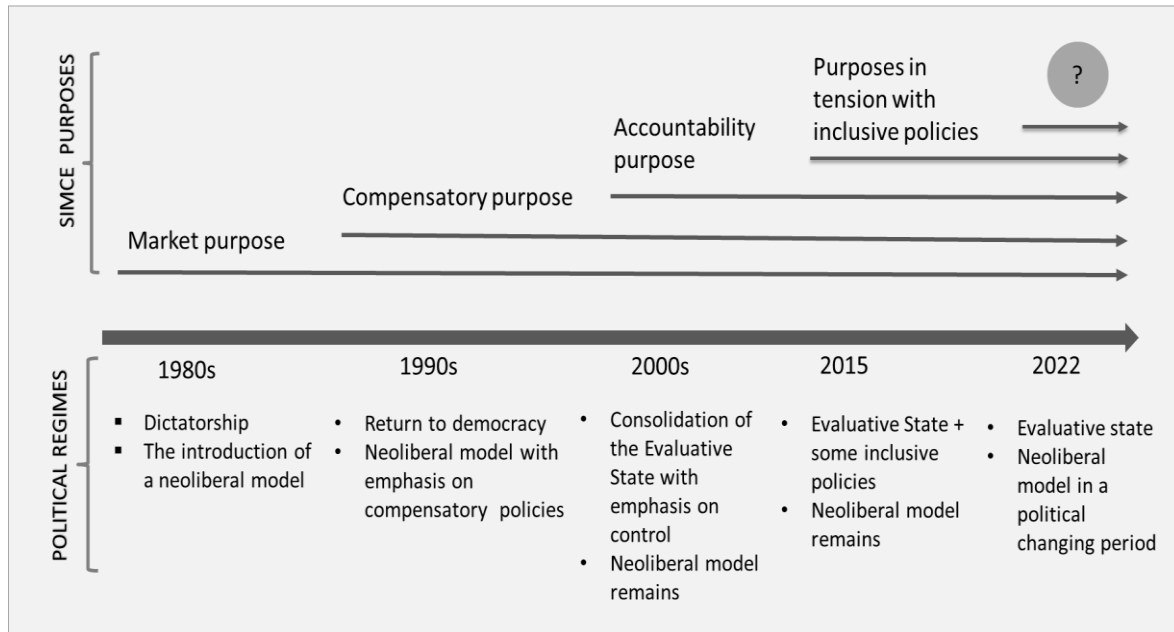 SIMCE PURPOSES
?
Purposes in
tension with
inclusive policies
Accountability
purpose
Compensatory purpose
Market purpose
POLITICAL REGIMES
1980s
▪ Dictatorship
▪ The introduction of
a neoliberal model
1990s
• Return to democracy
• Neoliberal model with
emphasis on
compensatory policies
2000s
• Consolidation of
the Evaluative
State with
emphasis on
control
• Neoliberal model
remains
2015
• Evaluative State +
some inclusive
policies
• Neoliberal model
remains
2022
• Evaluative state
• Neoliberal
model in a
political
changing period